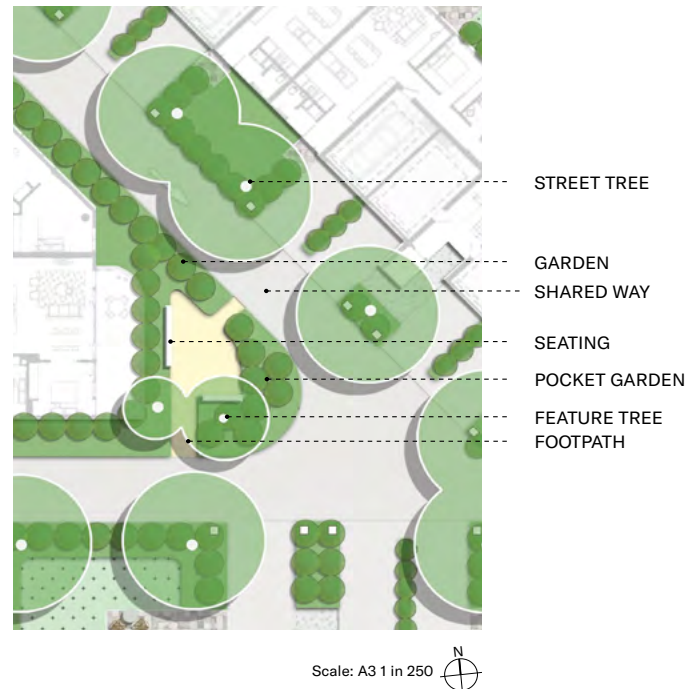 STREET TREE
GARDEN
SHARED WAY
SEATING
POCKET GARDEN
FEATURE TREE
FOOTPATH
N
Scale: A3 1 in 250